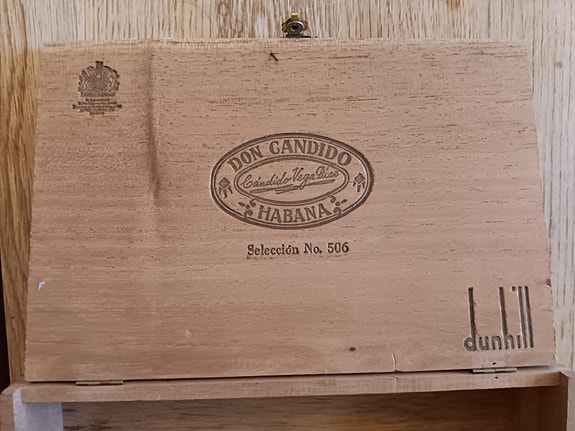 DON CANDIDO
Cándido Vega Díaz
HABANA
Selección No. 506
dunhill